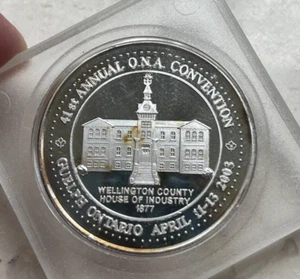 41st ANNUAL O.N.A. CONVENTION
WELLINGTON COUNTY
HOUSE OF INDUSTRY
1877
GUELPH ONTARIO APRIL 11-13 2003